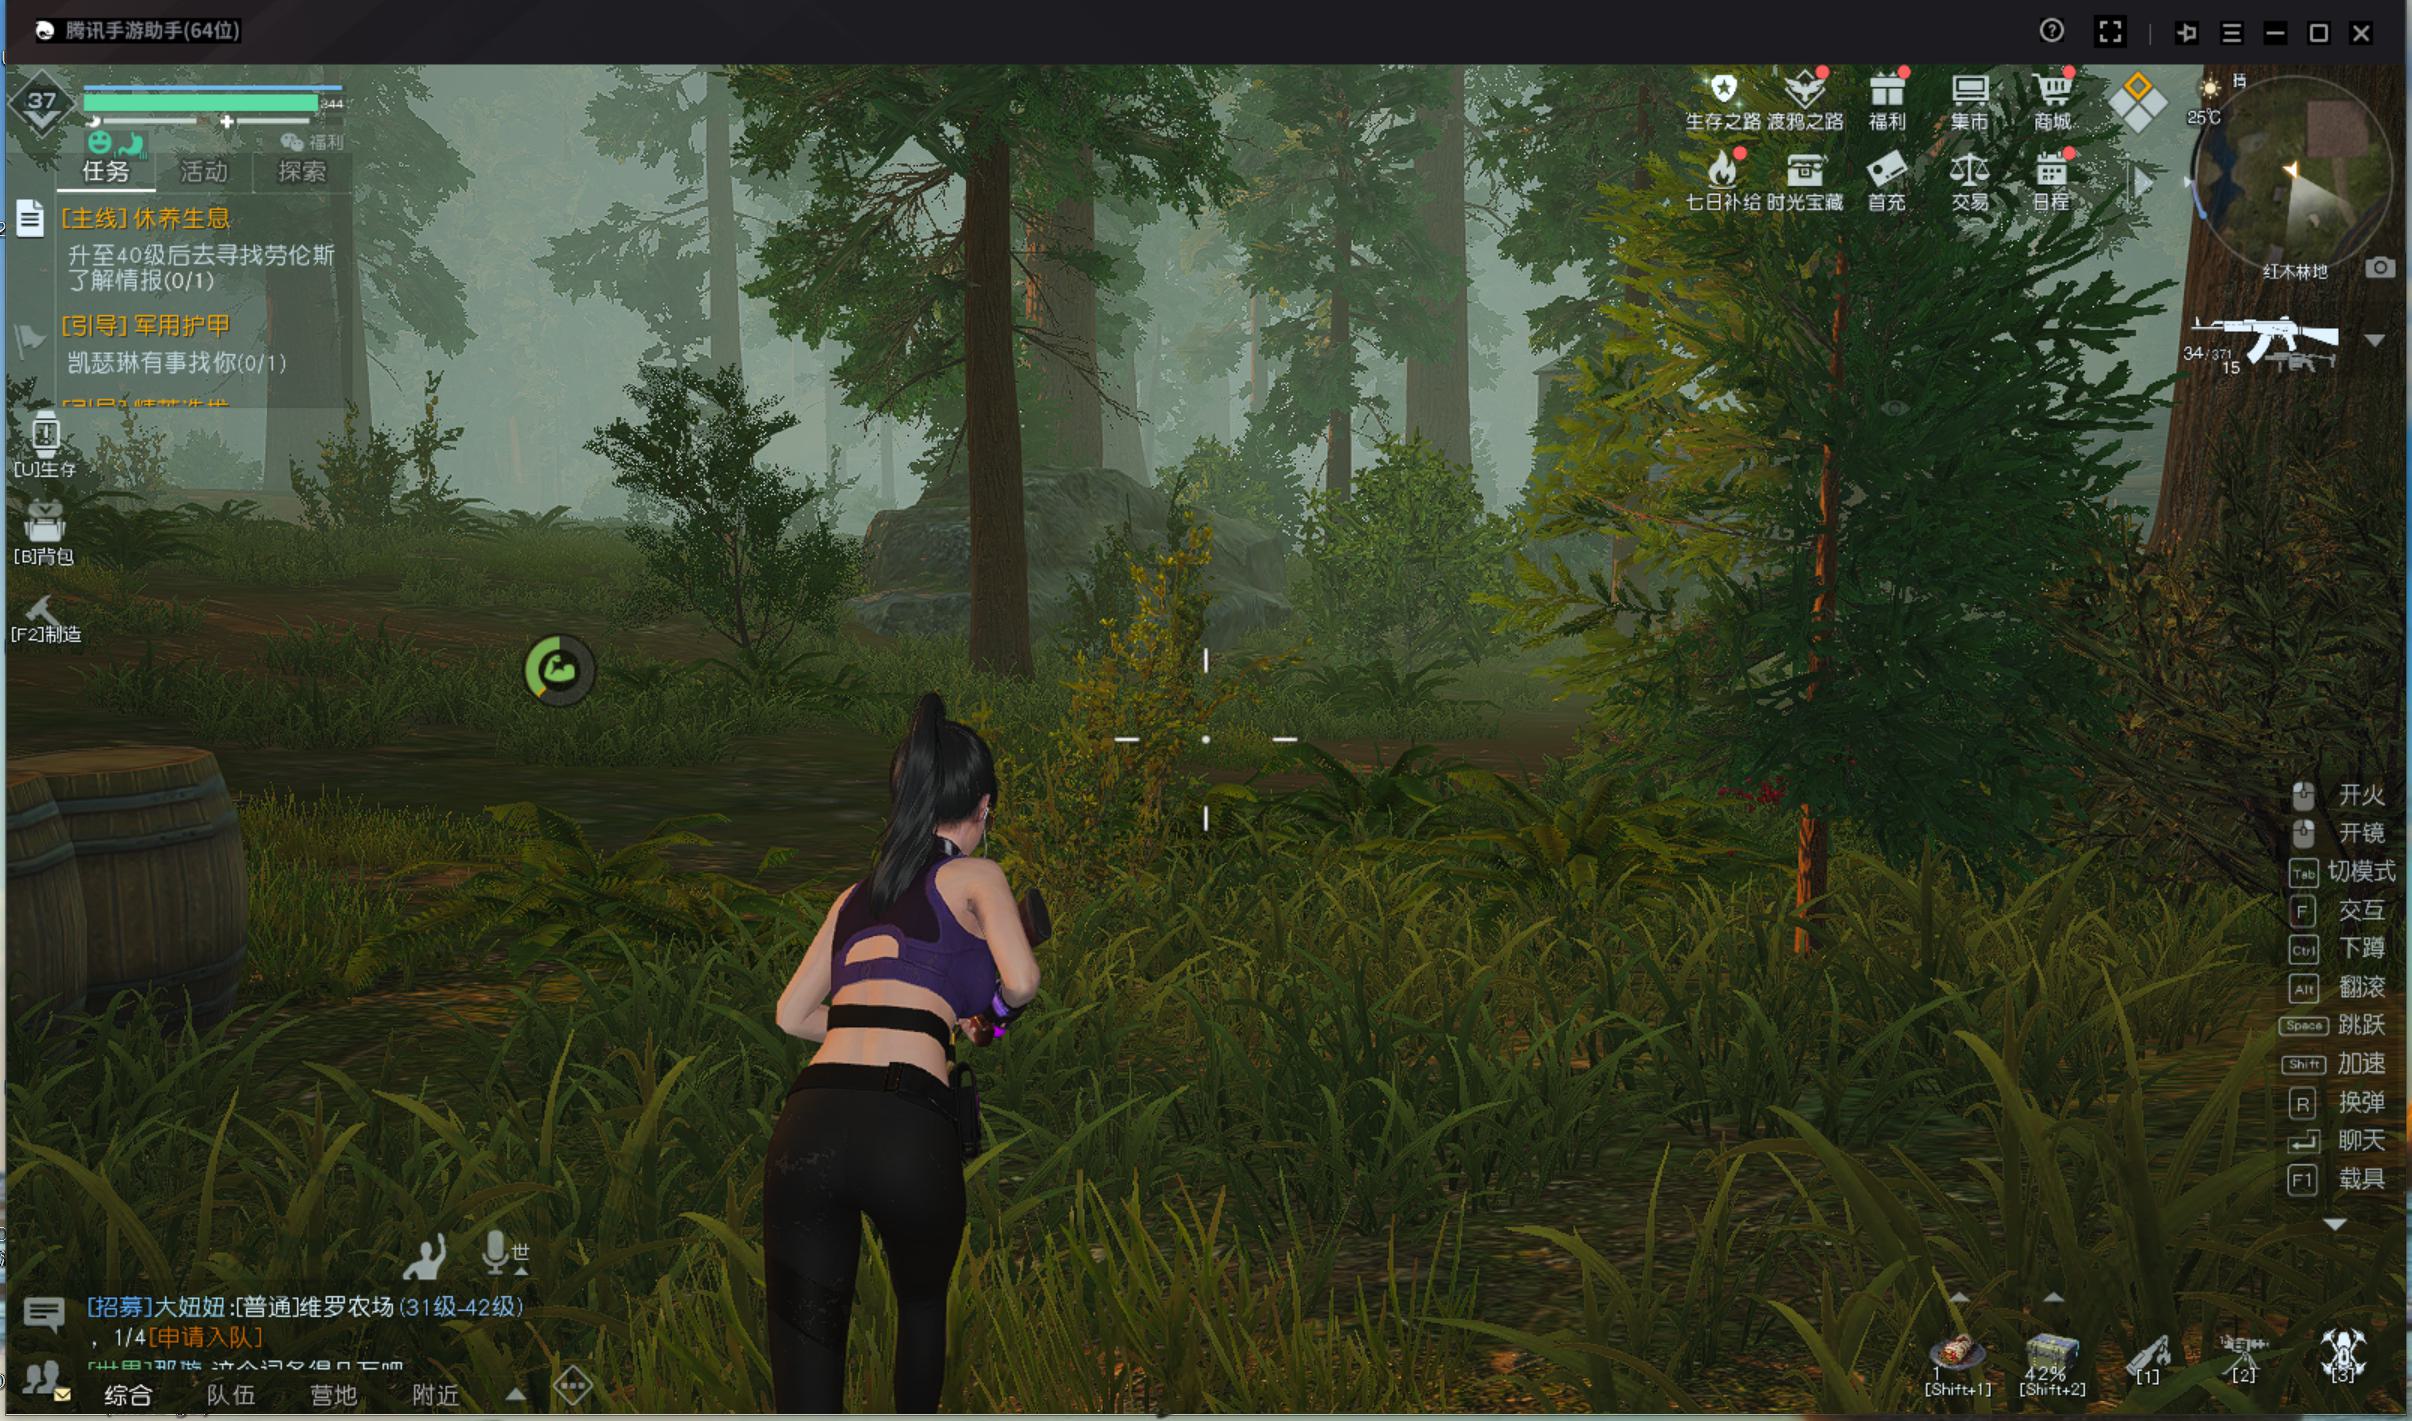 腾讯手游助手(64位)
37
344
福利
任务 活动 探索
[主线]休养生息
升至40级后去寻找劳伦斯
了解情报(0/1)
[引导]军用护甲
凯瑟琳有事找你(0/1)
[U]生存
[B]背包
[F2]制造
生存之路 渡鸦之路 福利 集市 商城
七日补给 时光宝藏 首充 交易 日程
晴
25℃
红木林地
34/371
15
开火
开镜
Tab 切模式
F 交互
Ctrl 下蹲
Alt 翻滚
Space 跳跃
Shift 加速
R 换弹
聊天
F1 载具
世
[招募]大妞妞:[普通]维罗农场(31级-42级)
，1/4[申请入队]
综合 队伍 营地 附近
1 42%
[Shift+1] [Shift+2] [1] [2] [3]